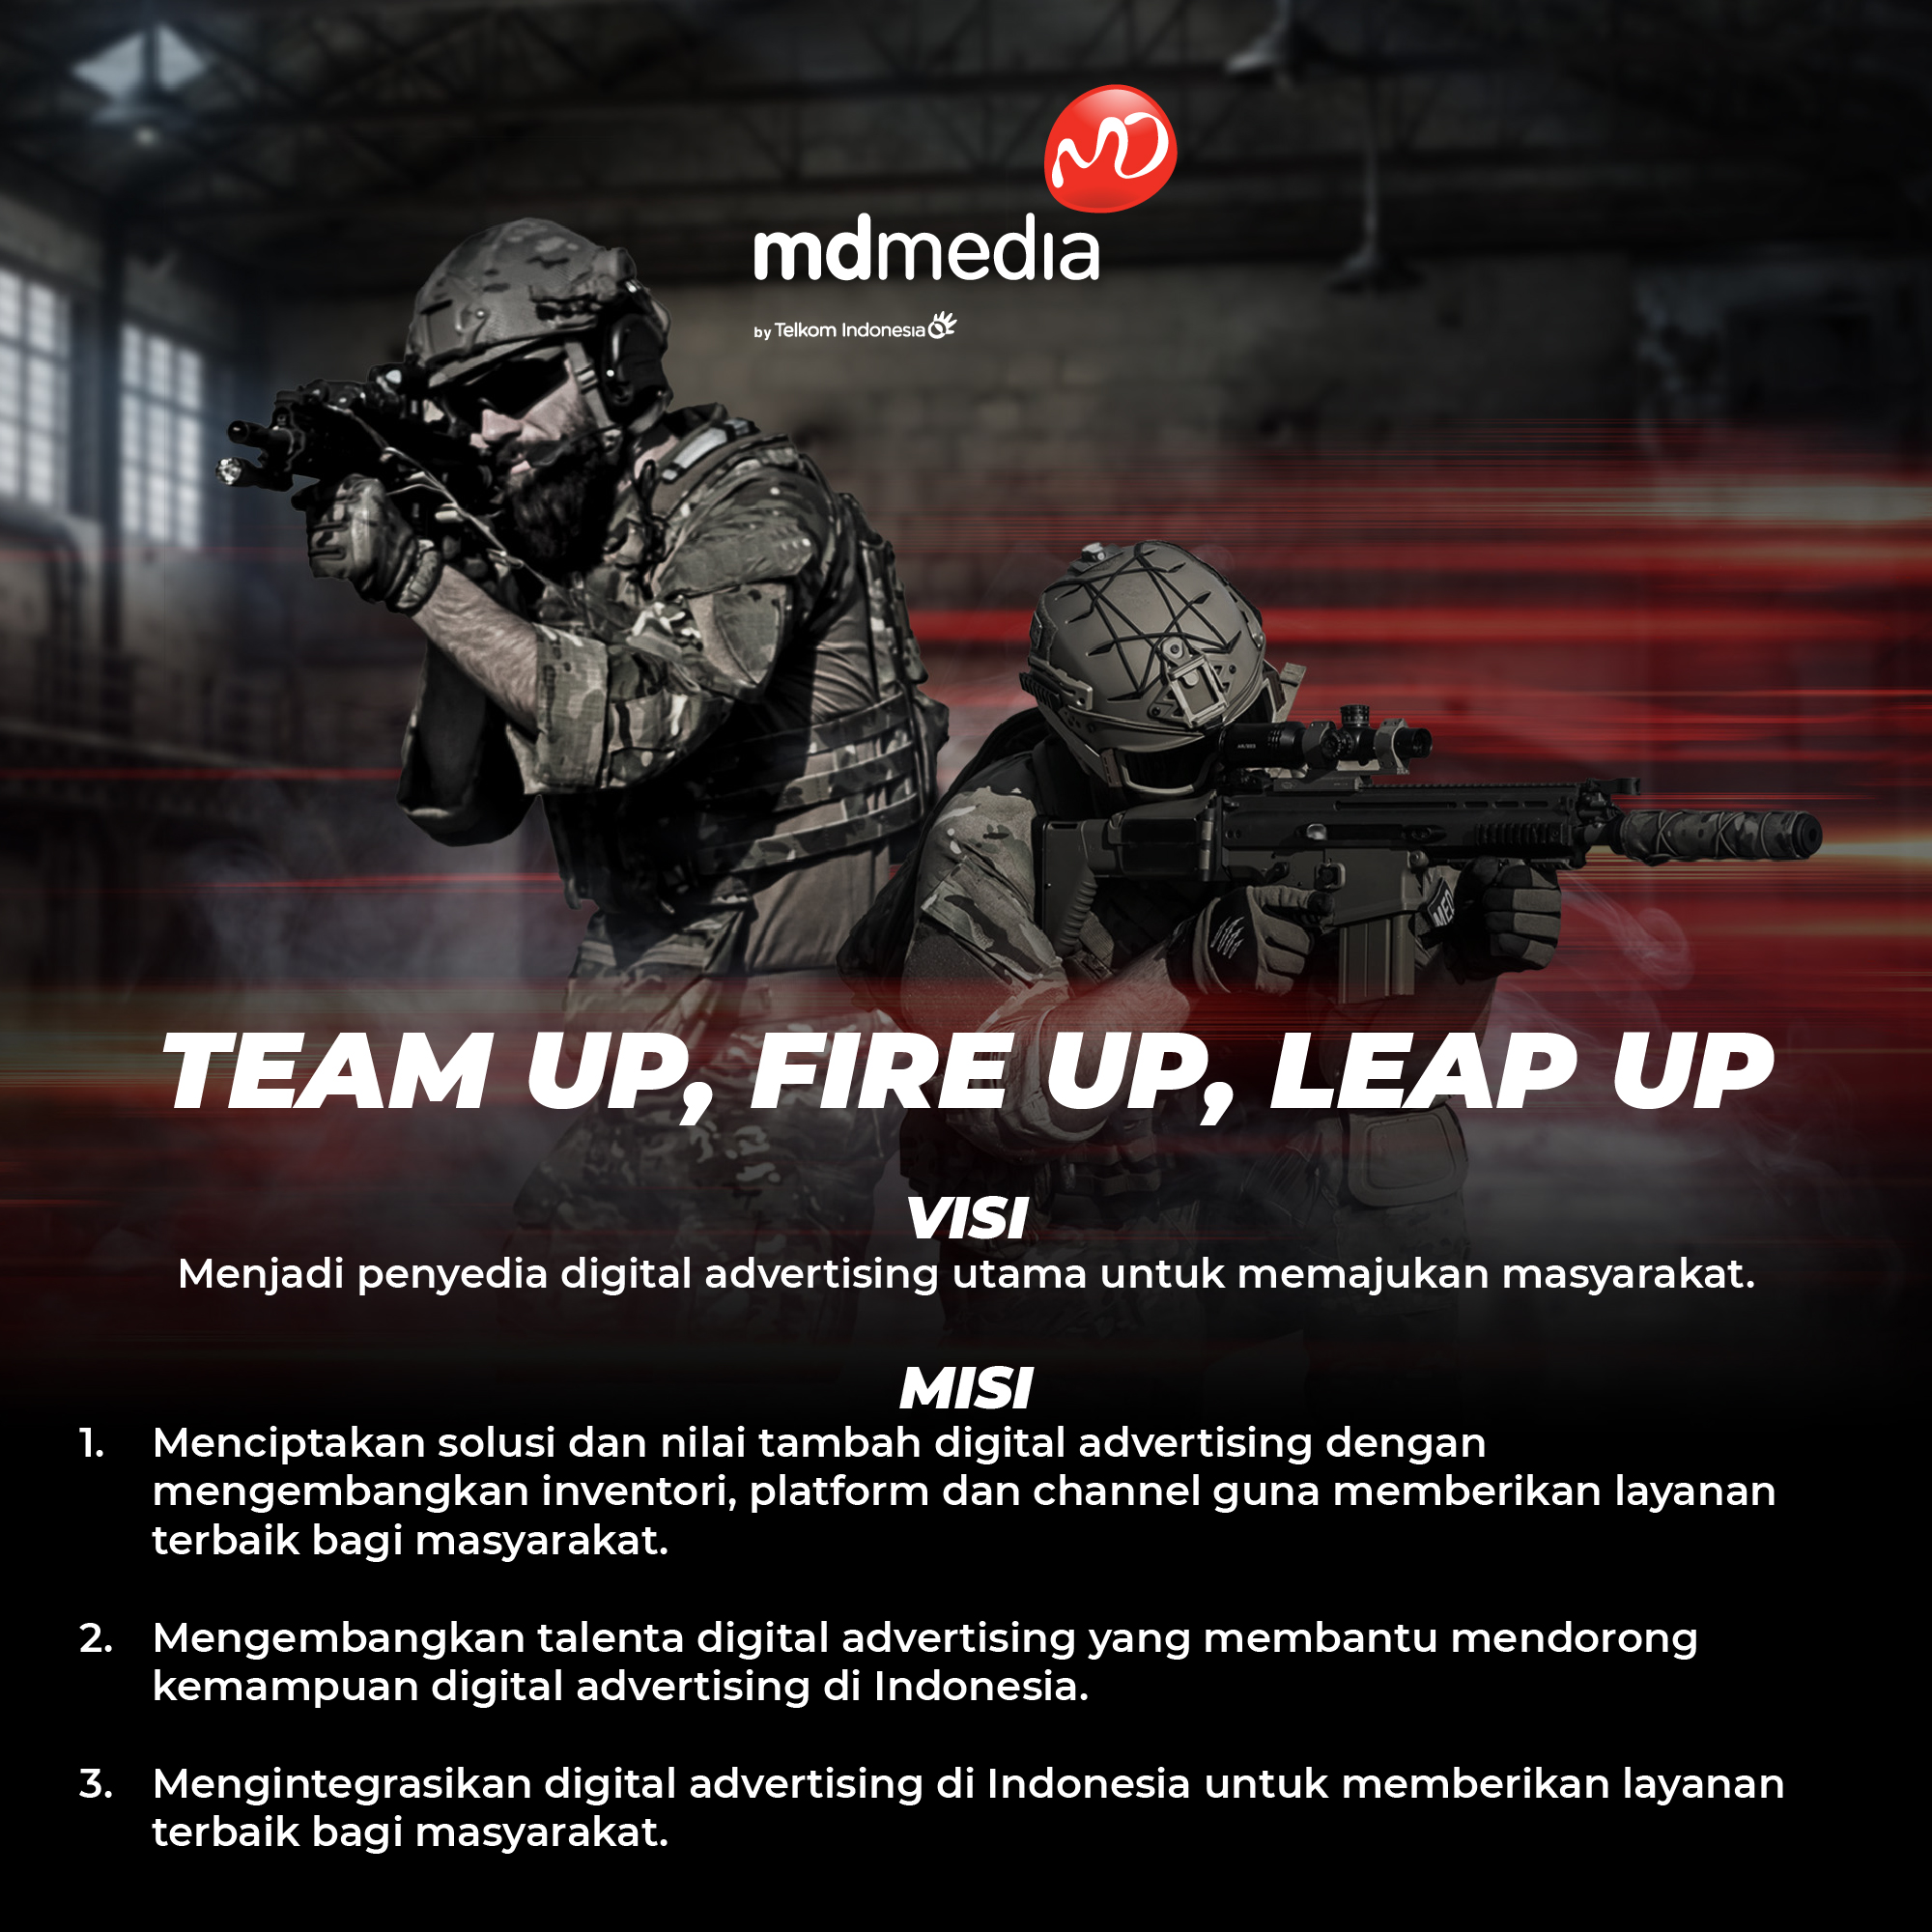 MD
mdmedia
by Telkom Indonesia
MED
TEAM UP, FIRE UP, LEAP UP
VISI
Menjadi penyedia digital advertising utama untuk memajukan masyarakat.
MISI
1. Menciptakan solusi dan nilai tambah digital advertising dengan
mengembangkan inventori, platform dan channel guna memberikan layanan
terbaik bagi masyarakat.
2. Mengembangkan talenta digital advertising yang membantu mendorong
kemampuan digital advertising di Indonesia.
3. Mengintegrasikan digital advertising di Indonesia untuk memberikan layanan
terbaik bagi masyarakat.